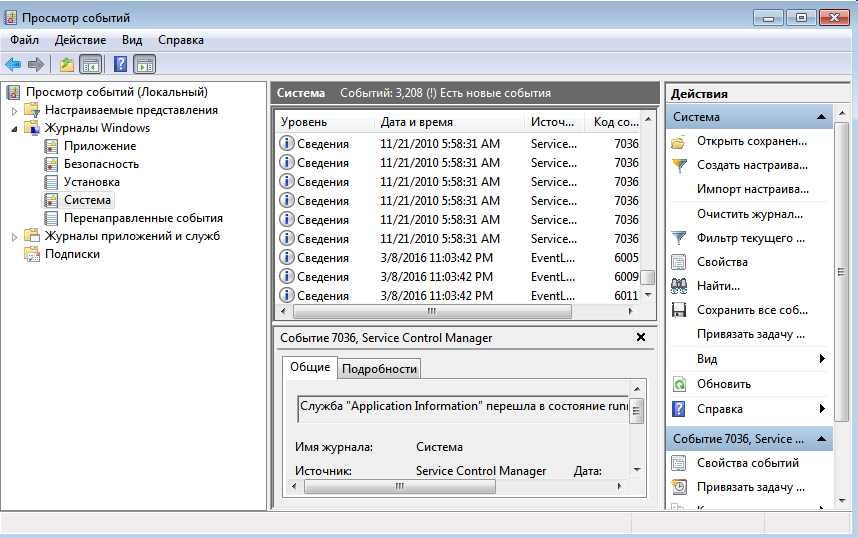 Просмотр событий
Файл Действие Вид Справка
Просмотр событий (Локальный)
Настраиваемые представления
Журналы Windows
Приложение
Безопасность
Установка
Система
Перенаправленные события
Журналы приложений и служб
Подписки
Система Событий: 3,208 (!) Есть новые события
Уровень Дата и время Источ... Код со...
Сведения 11/21/2010 5:58:31 AM Service... 7036
Сведения 11/21/2010 5:58:31 AM Service... 7036
Сведения 11/21/2010 5:58:31 AM Service... 7036
Сведения 11/21/2010 5:58:31 AM Service... 7036
Сведения 11/21/2010 5:58:31 AM Service... 7036
Сведения 11/21/2010 5:58:31 AM Service... 7036
Сведения 3/8/2016 11:03:42 PM EventL... 6005
Сведения 3/8/2016 11:03:42 PM EventL... 6009
Сведения 3/8/2016 11:03:42 PM EventL... 6011
Событие 7036, Service Control Manager
Общие Подробности
Служба "Application Information" перешла в состояние
Имя журнала: Система
Источник: Service Control Manager Дата:
Действия
Система
Открыть сохранен...
Создать настраива...
Импорт настраива...
Очистить журнал...
Фильтр текущего ...
Свойства
Найти...
Сохранить все соб...
Привязать задачу ...
Вид
Обновить
Справка
Событие 7036, Service ...
Свойства событий
Привязать задачу ...